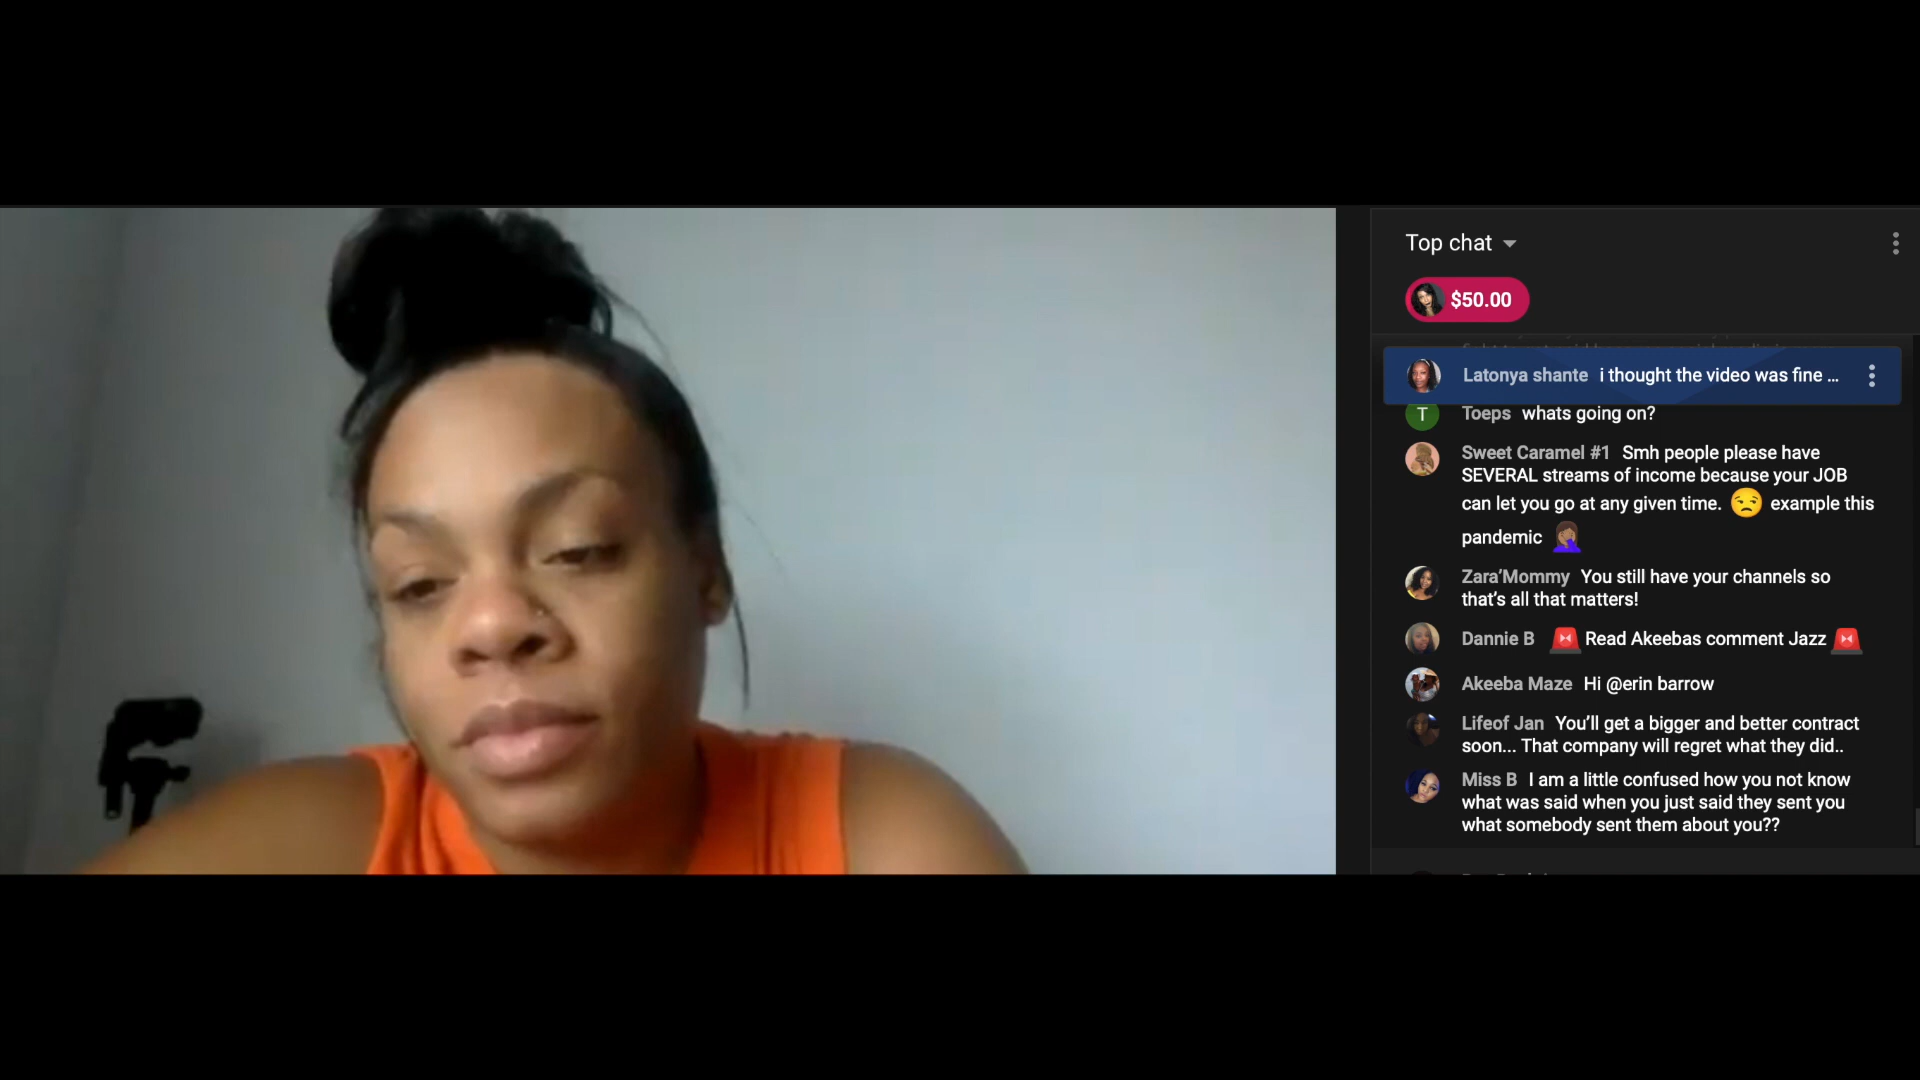 Top chat
$50.00
Latonya shante i thought the video was fine ...
T Toeps whats going on?
Sweet Caramel #1 Smh people please have
SEVERAL streams of income because your JOB
can let you go at any given time. 😒 example this
pandemic 🤦🏾‍♀️
Zara’Mommy You still have your channels so
that’s all that matters!
Dannie B 🚨 Read Akeebas comment Jazz 🚨
Akeeba Maze Hi @erin barrow
Lifeof Jan You’ll get a bigger and better contract
soon... That company will regret what they did..
Miss B I am a little confused how you not know
what was said when you just said they sent you
what somebody sent them about you??